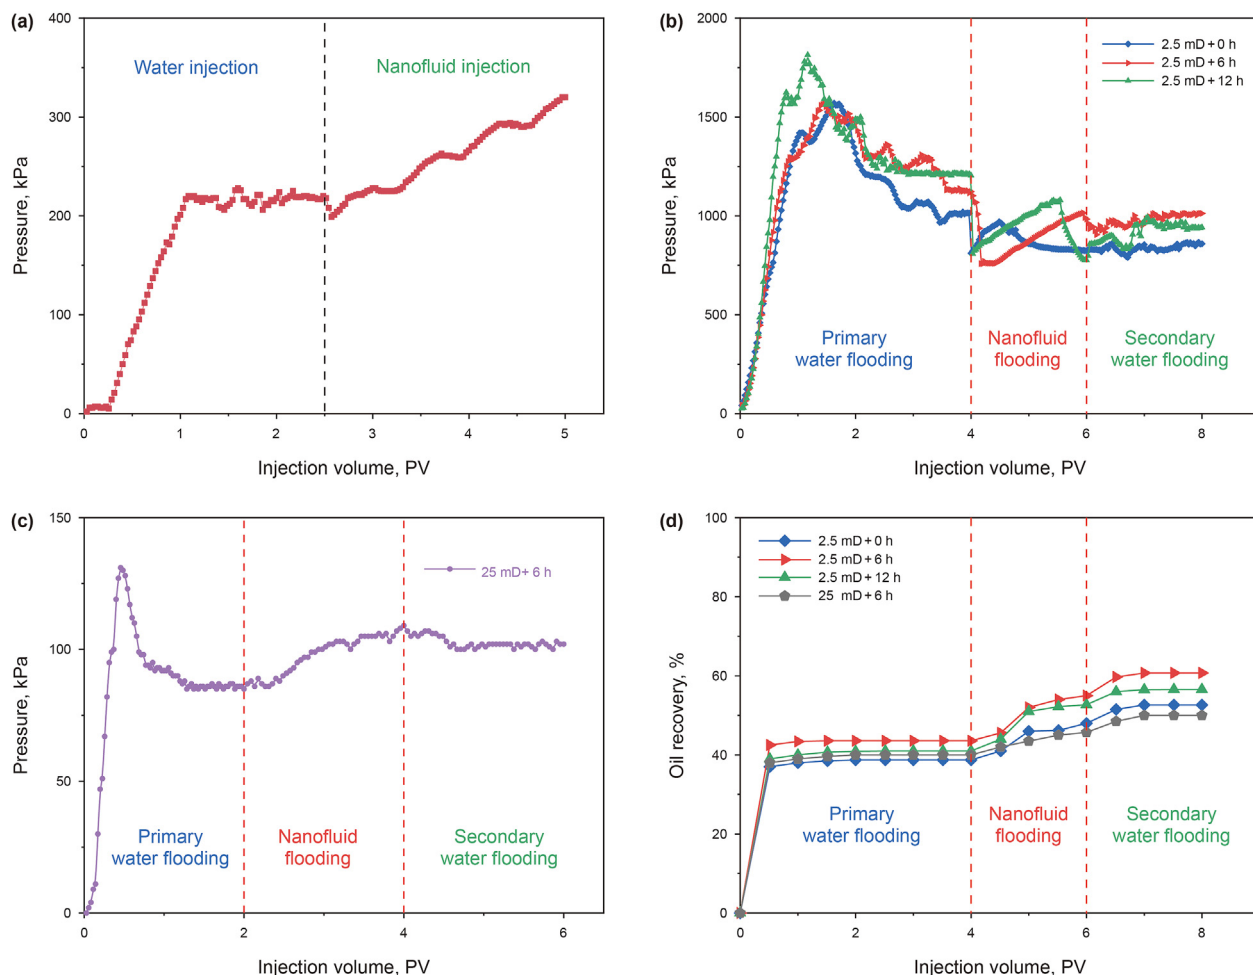 (a)
400
300
200
100
0
Pressure, kPa
Water injection
Nanofluid injection
0 1 2 3 4 5
Injection volume, PV
(b)
2000
1750
1500
1250
1000
750
500
250
0
Pressure, kPa
2.5 mD + 0 h
2.5 mD + 6 h
2.5 mD + 12 h
Primary
water flooding
Nanofluid
flooding
Secondary
water flooding
0 2 4 6 8
Injection volume, PV
(c)
150
100
50
0
Pressure, kPa
25 mD+ 6 h
Primary
water flooding
Nanofluid
flooding
Secondary
water flooding
0 2 4 6
Injection volume, PV
(d)
100
80
60
40
20
0
Oil recovery, %
2.5 mD + 0 h
2.5 mD + 6 h
2.5 mD + 12 h
25 mD + 6 h
Primary
water flooding
Nanofluid
flooding
Secondary
water flooding
0 2 4 6 8
Injection volume, PV